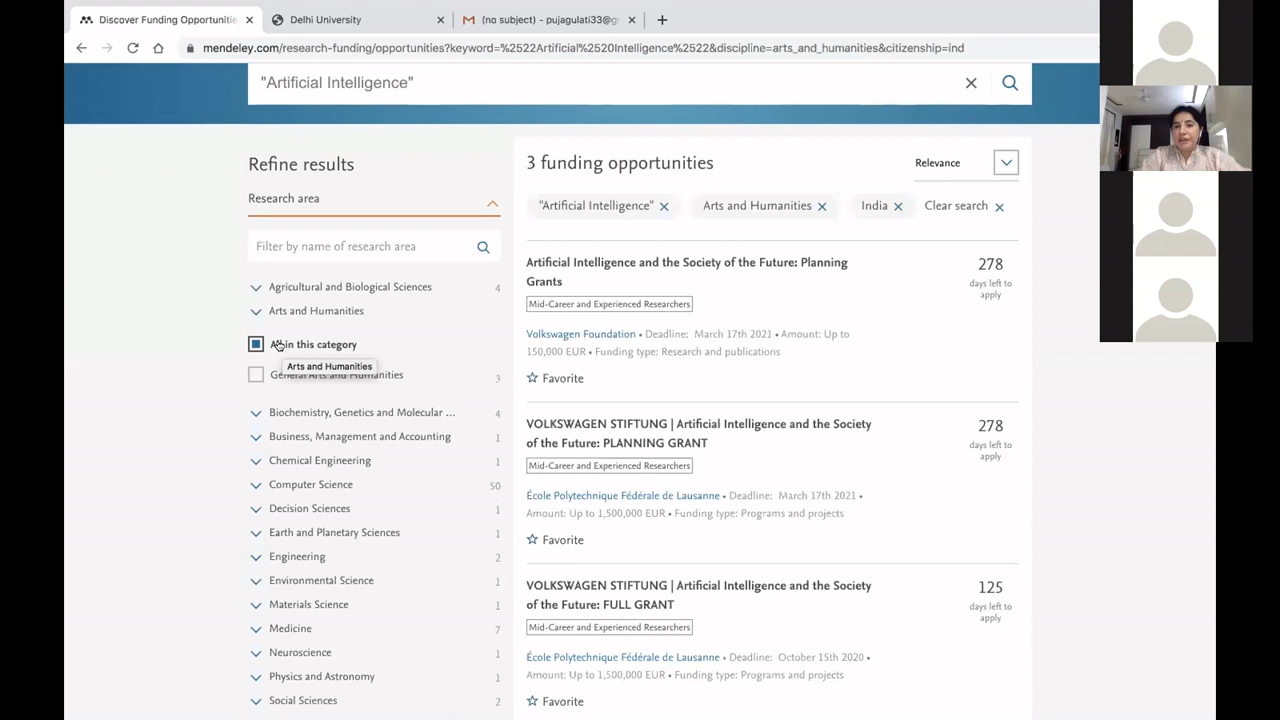 Discover Funding Opportunitie
Delhi University
(no subject) - pujagulati33@g
mendeley.com/research-funding/opportunities?keyword=%2522Artificial%2520Intelligence%2522&discipline=arts_and_humanities&citizenship=ind
"Artificial Intelligence"
Refine results
Research area
Filter by name of research area
Agricultural and Biological Sciences 4
Arts and Humanities
in this category
Arts and Humanities
General Arts and Humanities 3
Biochemistry, Genetics and Molecular ... 4
Business, Management and Accounting 1
Chemical Engineering 1
Computer Science 50
Decision Sciences 1
Earth and Planetary Sciences 1
Engineering 2
Environmental Science 1
Materials Science 1
Medicine 7
Neuroscience 1
Physics and Astronomy 1
Social Sciences 2
3 funding opportunities
Relevance
"Artificial Intelligence" Arts and Humanities India Clear search
Artificial Intelligence and the Society of the Future: Planning
Grants
278
days left to
apply
Mid-Career and Experienced Researchers
Volkswagen Foundation • Deadline: March 17th 2021 • Amount: Up to
150,000 EUR • Funding type: Research and publications
Favorite
VOLKSWAGEN STIFTUNG | Artificial Intelligence and the Society
of the Future: PLANNING GRANT
278
days left to
apply
Mid-Career and Experienced Researchers
École Polytechnique Fédérale de Lausanne • Deadline: March 17th 2021 •
Amount: Up to 1,500,000 EUR • Funding type: Programs and projects
Favorite
VOLKSWAGEN STIFTUNG | Artificial Intelligence and the Society
of the Future: FULL GRANT
125
days left to
apply
Mid-Career and Experienced Researchers
École Polytechnique Fédérale de Lausanne • Deadline: October 15th 2020 •
Amount: Up to 1,500,000 EUR • Funding type: Programs and projects
Favorite